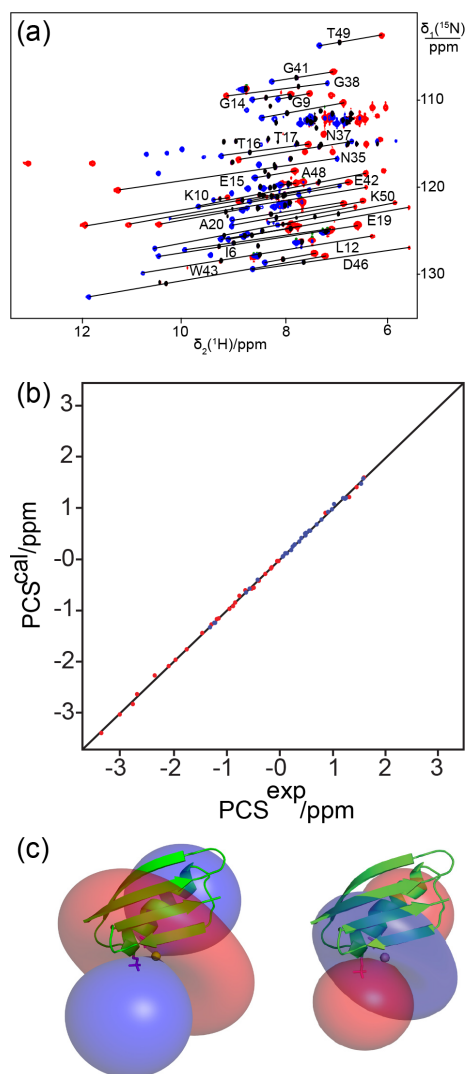 (a)
T49
δ₁(¹⁵N)
/ppm
G41
G38
G14
G9
-110
T17
N37
T16
N35
A48
E15
E42
K10
-120
K50
A20
E19
I6
L12
W43
D46
-130
12
10
8
6
δ₂(¹H)/ppm
(b)
3
2
1
-0
-1
-2
-3
PCSᶜᵃˡ/ppm
-3
-2
-1
-0
1
2
3
PCSᵉˣᵖ/ppm
(c)